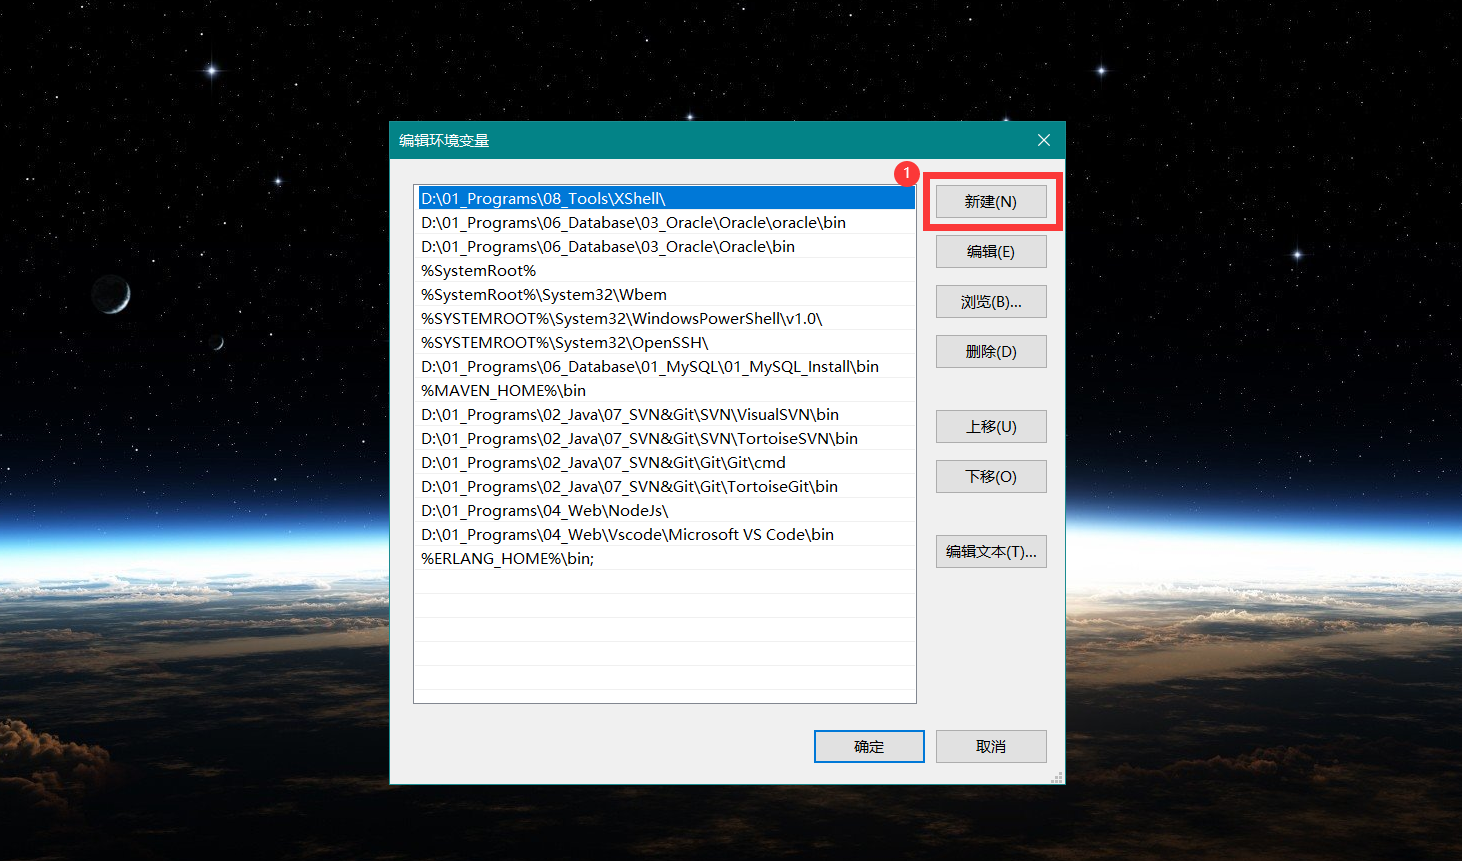 编辑环境变量
1
D:\01_Programs\08_Tools\XShell\
D:\01_Programs\06_Database\03_Oracle\Oracle\oracle\bin
D:\01_Programs\06_Database\03_Oracle\Oracle\bin
%SystemRoot%
%SystemRoot%\System32\Wbem
%SYSTEMROOT%\System32\WindowsPowerShell\v1.0\
%SYSTEMROOT%\System32\OpenSSH\
D:\01_Programs\06_Database\01_MySQL\01_MySQL_Install\bin
%MAVEN_HOME%\bin
D:\01_Programs\02_Java\07_SVN&Git\SVN\VisualSVN\bin
D:\01_Programs\02_Java\07_SVN&Git\SVN\TortoiseSVN\bin
D:\01_Programs\02_Java\07_SVN&Git\Git\Git\cmd
D:\01_Programs\02_Java\07_SVN&Git\Git\TortoiseGit\bin
D:\01_Programs\04_Web\NodeJs\
D:\01_Programs\04_Web\Vscode\Microsoft VS Code\bin
%ERLANG_HOME%\bin;
新建(N)
编辑(E)
浏览(B)...
删除(D)
上移(U)
下移(O)
编辑文本(T)...
确定
取消